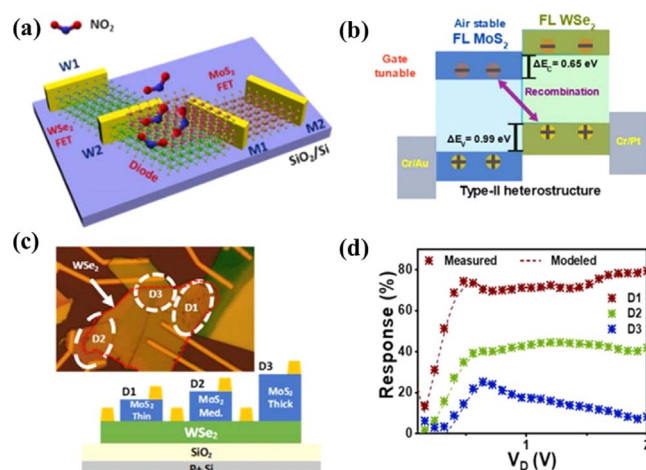 (a)
NO2
W1
MoS2
FET
WSe2
FET
W2
Diode
M1
M2
SiO2/Si
(b)
Air stable
FL MoS2
FL WSe2
Gate
tunable
ΔEC= 0.65 eV
Recombination
ΔEV= 0.99 eV
Cr/Au
Cr/Pt
Type-II heterostructure
(c)
WSe2
D3
D1
D2
D3
D2
D1
MoS2
Thin
MoS2
Med.
MoS2
Thick
WSe2
SiO2
P+ Si
(d)
Measured
Modeled
D1
D2
D3
Response (%)
80
60
40
20
0
0
1
2
VD (V)